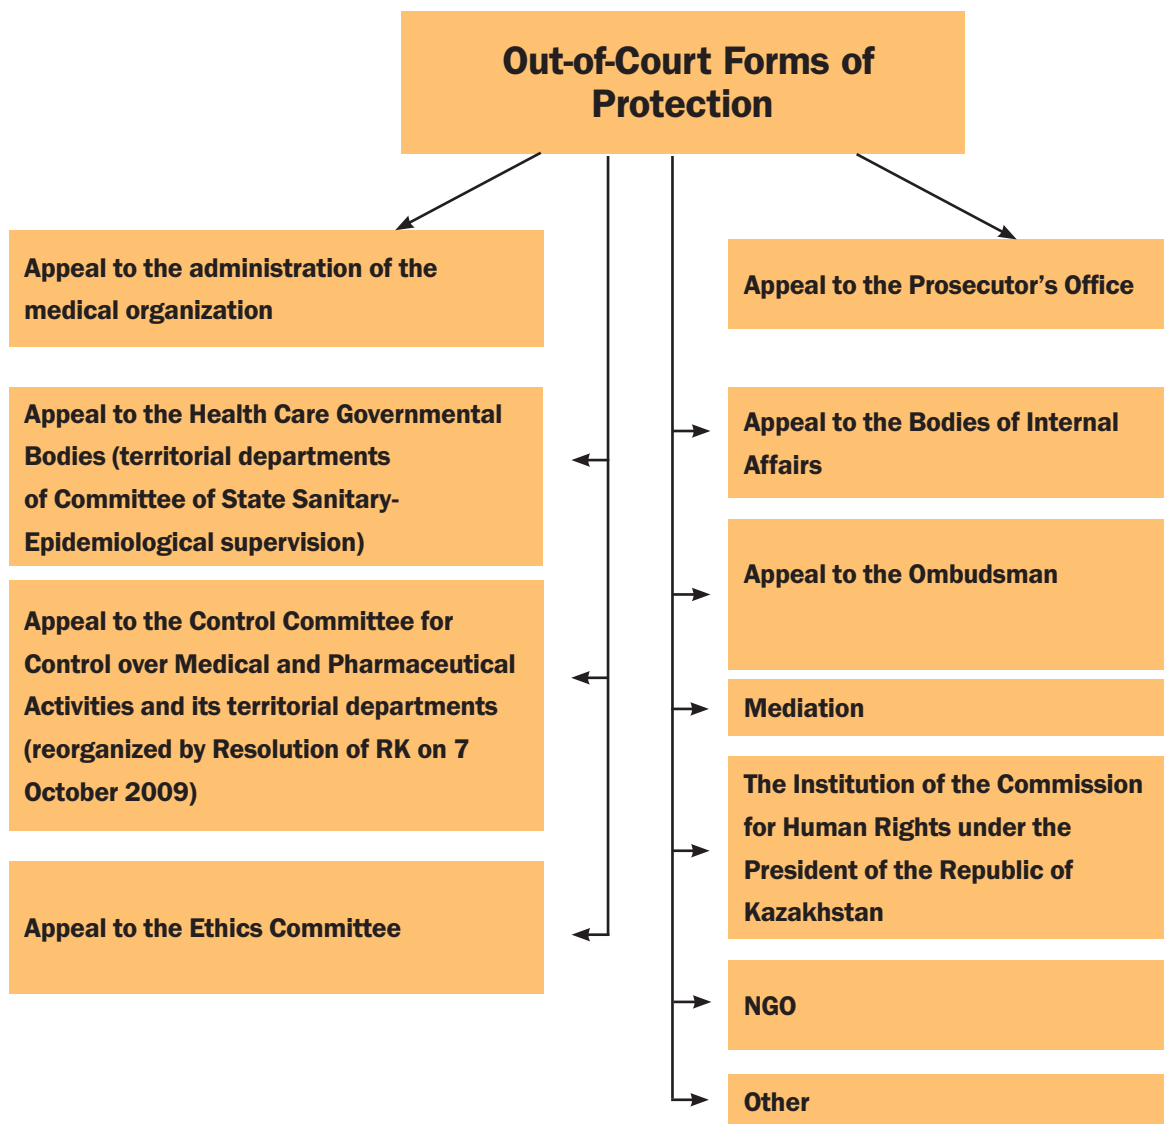 Out-of-Court Forms of
Protection
Appeal to the administration of the
medical organization
Appeal to the Health Care Governmental
Bodies (territorial departments
of Committee of State Sanitary-
Epidemiological supervision)
Appeal to the Control Committee for
Control over Medical and Pharmaceutical
Activities and its territorial departments
(reorganized by Resolution of RK on 7
October 2009)
Appeal to the Ethics Committee
Appeal to the Prosecutor’s Office
Appeal to the Bodies of Internal
Affairs
Appeal to the Ombudsman
Mediation
The Institution of the Commission
for Human Rights under the
President of the Republic of
Kazakhstan
NGO
Other